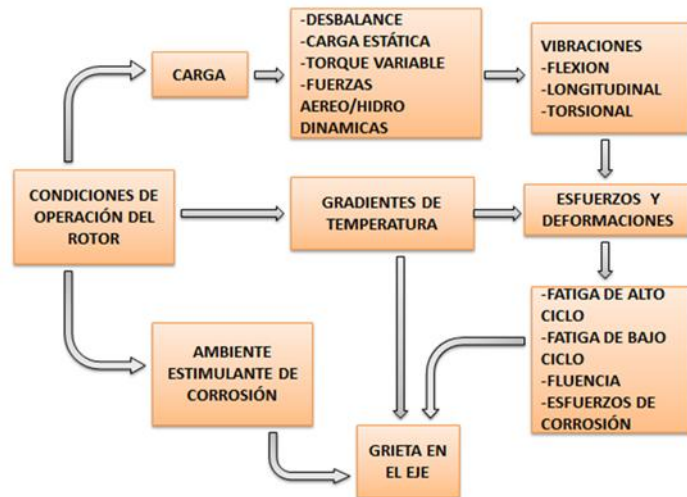 CARGA
-DESBALANCE
-CARGA ESTÁTICA
-TORQUE VARIABLE
-FUERZAS
AEREO/HIDRO
DINAMICAS
VIBRACIONES
-FLEXION
-LONGITUDINAL
-TORSIONAL
CONDICIONES DE
OPERACIÓN DEL
ROTOR
GRADIENTES DE
TEMPERATURA
ESFUERZOS Y
DEFORMACIONES
AMBIENTE
ESTIMULANTE DE
CORROSIÓN
-FATIGA DE ALTO
CICLO
-FATIGA DE BAJO
CICLO
-FLUENCIA
-ESFUERZOS DE
CORROSIÓN
GRIETA EN
EL EJE